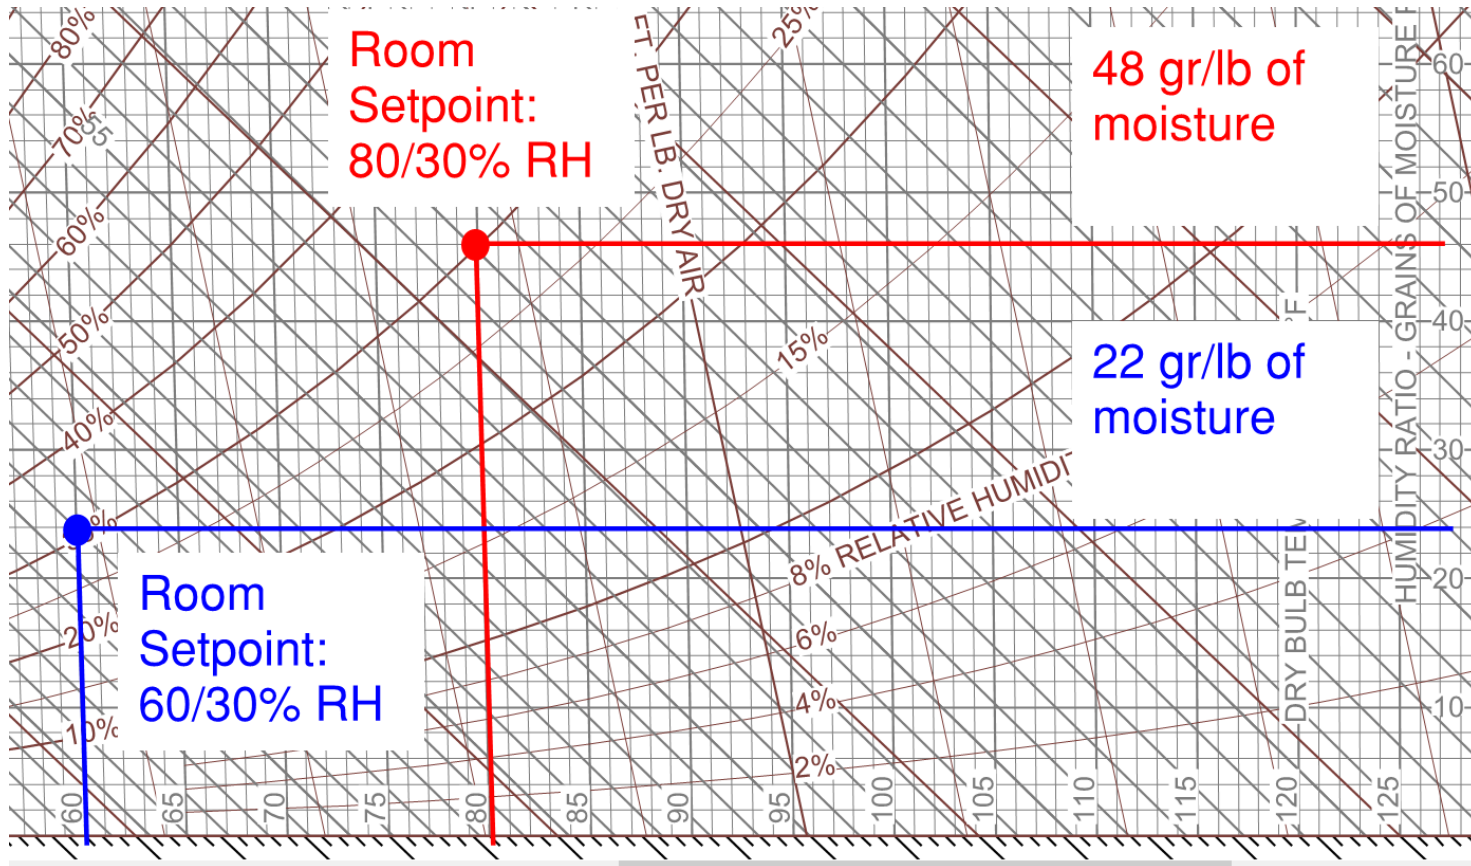 80%
25%
Room
Setpoint:
80/30% RH
48 gr/lb of
moisture
60
70%
55
FT. PER LB. DRY AIR
50
60%
50%
40
15%
22 gr/lb of
moisture
40%
30
HUMIDITY RATIO - GRAINS OF MOISTURE
%
8% RELATIVE HUMIDI
20
Room
Setpoint:
60/30% RH
20%
6%
DRY BULB TEM
°F
4%
10
10%
2%
60
65
70
75
80
85
90
95
100
105
110
115
120
125